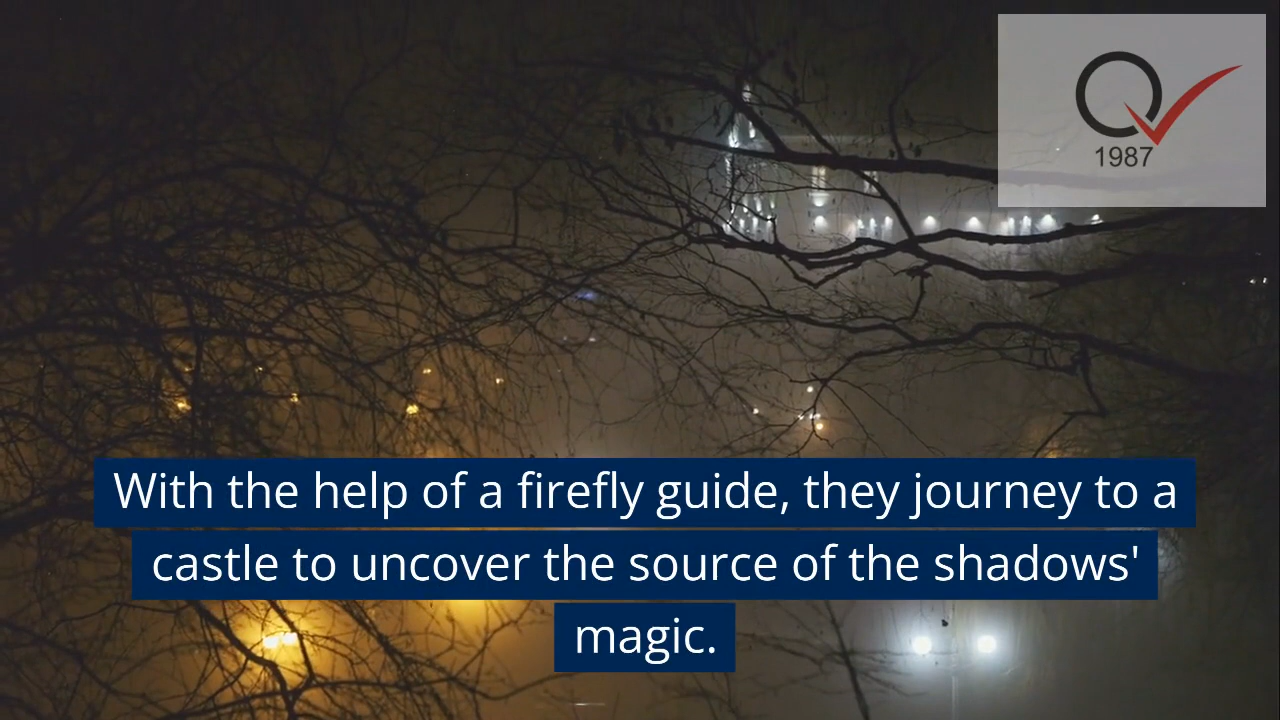 Q
1987
With the help of a firefly guide, they journey to a
castle to uncover the source of the shadows'
magic.